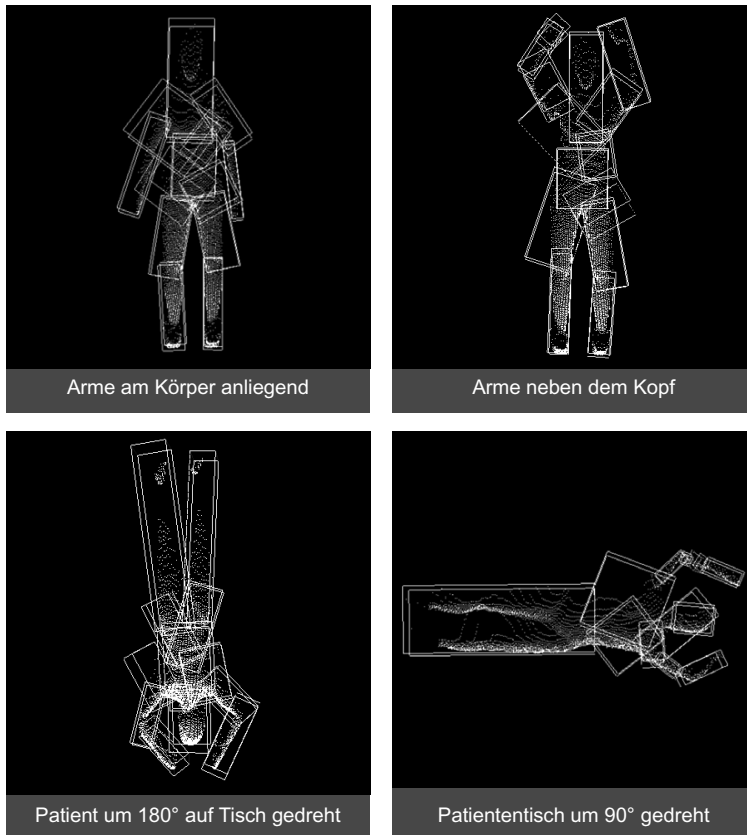 Arme am Körper anliegend
Arme neben dem Kopf
Patient um 180° auf Tisch gedreht
Patiententisch um 90° gedreht